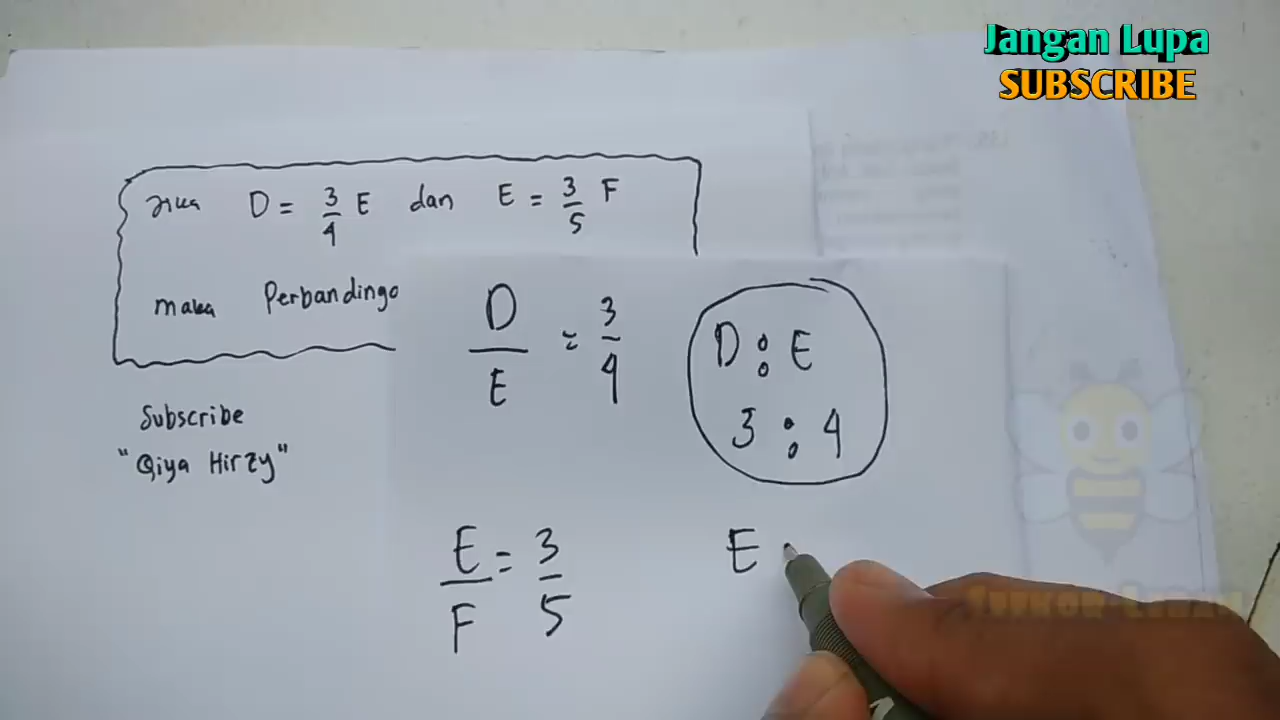 Jangan Lupa
SUBSCRIBE
Jika D = 3/4 E dan E = 3/5 F
maka Perbandinga
D/E = 3/4
D : E
3 : 4
Subscribe
"Qiya Hirzy"
E/F = 3/5
E